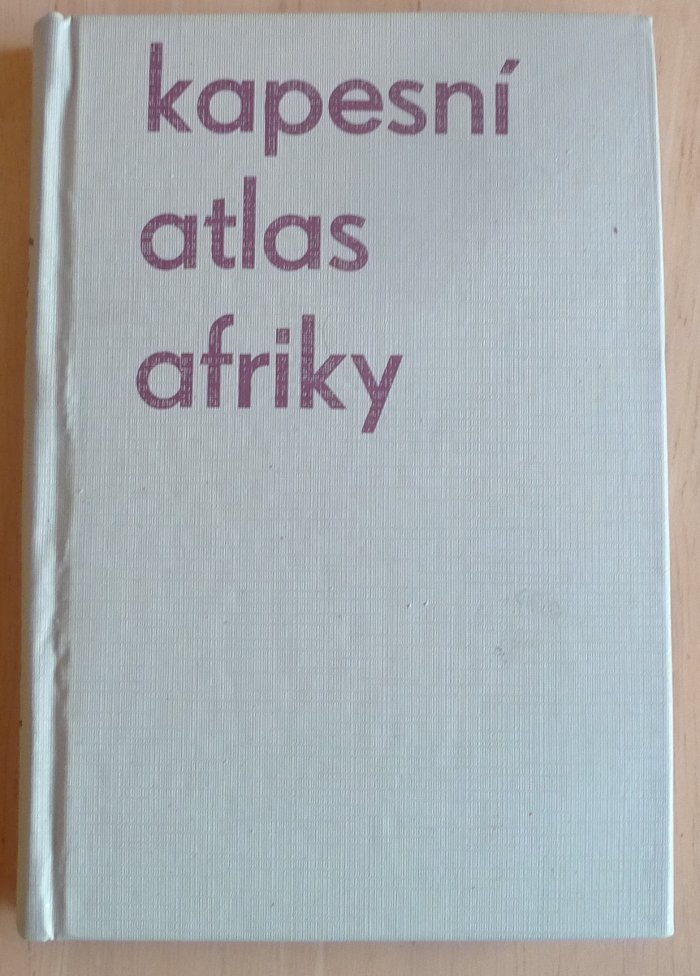 kapesní
atlas
afriky